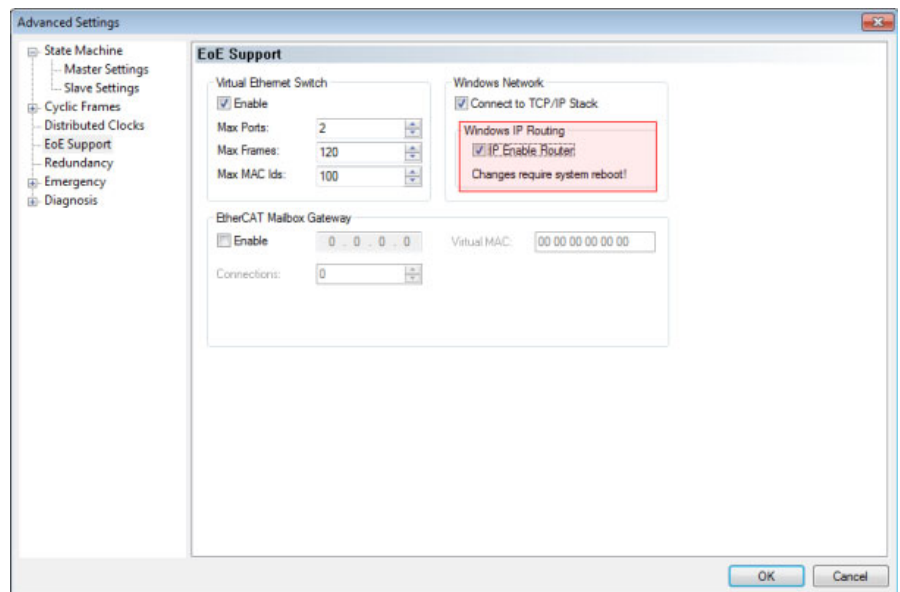 Advanced Settings
State Machine
Master Settings
Slave Settings
Cyclic Frames
Distributed Clocks
EoE Support
Redundancy
Emergency
Diagnosis
EoE Support
Virtual Ethernet Switch
Enable
Max Ports: 2
Max Frames: 120
Max MAC Ids: 100
Windows Network
Connect to TCP/IP Stack
Windows IP Routing
IP Enable Router
Changes require system reboot!
EtherCAT Mailbox Gateway
Enable 0 . 0 . 0 . 0 Virtual MAC: 00 00 00 00 00 00
Connections: 0
OK Cancel